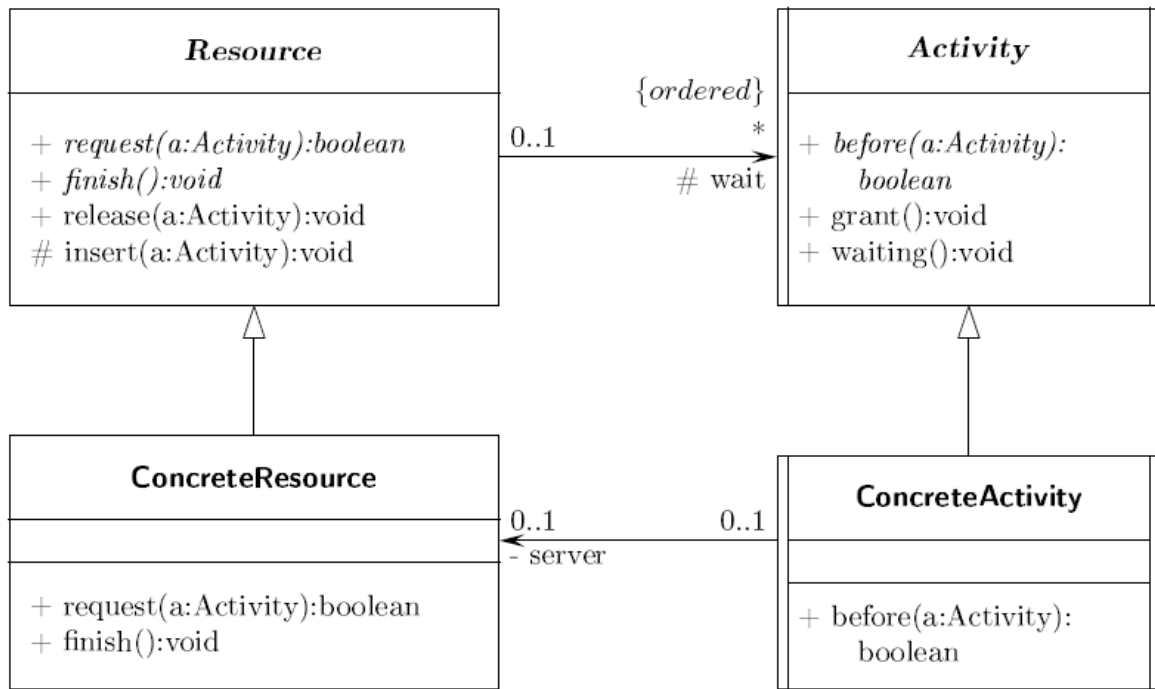 Resource
+ request(a:Activity):boolean
+ finish():void
+ release(a:Activity):void
# insert(a:Activity):void
0..1
{ordered}
*
# wait
Activity
+ before(a:Activity):
boolean
+ grant():void
+ waiting():void
ConcreteResource
+ request(a:Activity):boolean
+ finish():void
0..1
0..1
- server
ConcreteActivity
+ before(a:Activity):
boolean